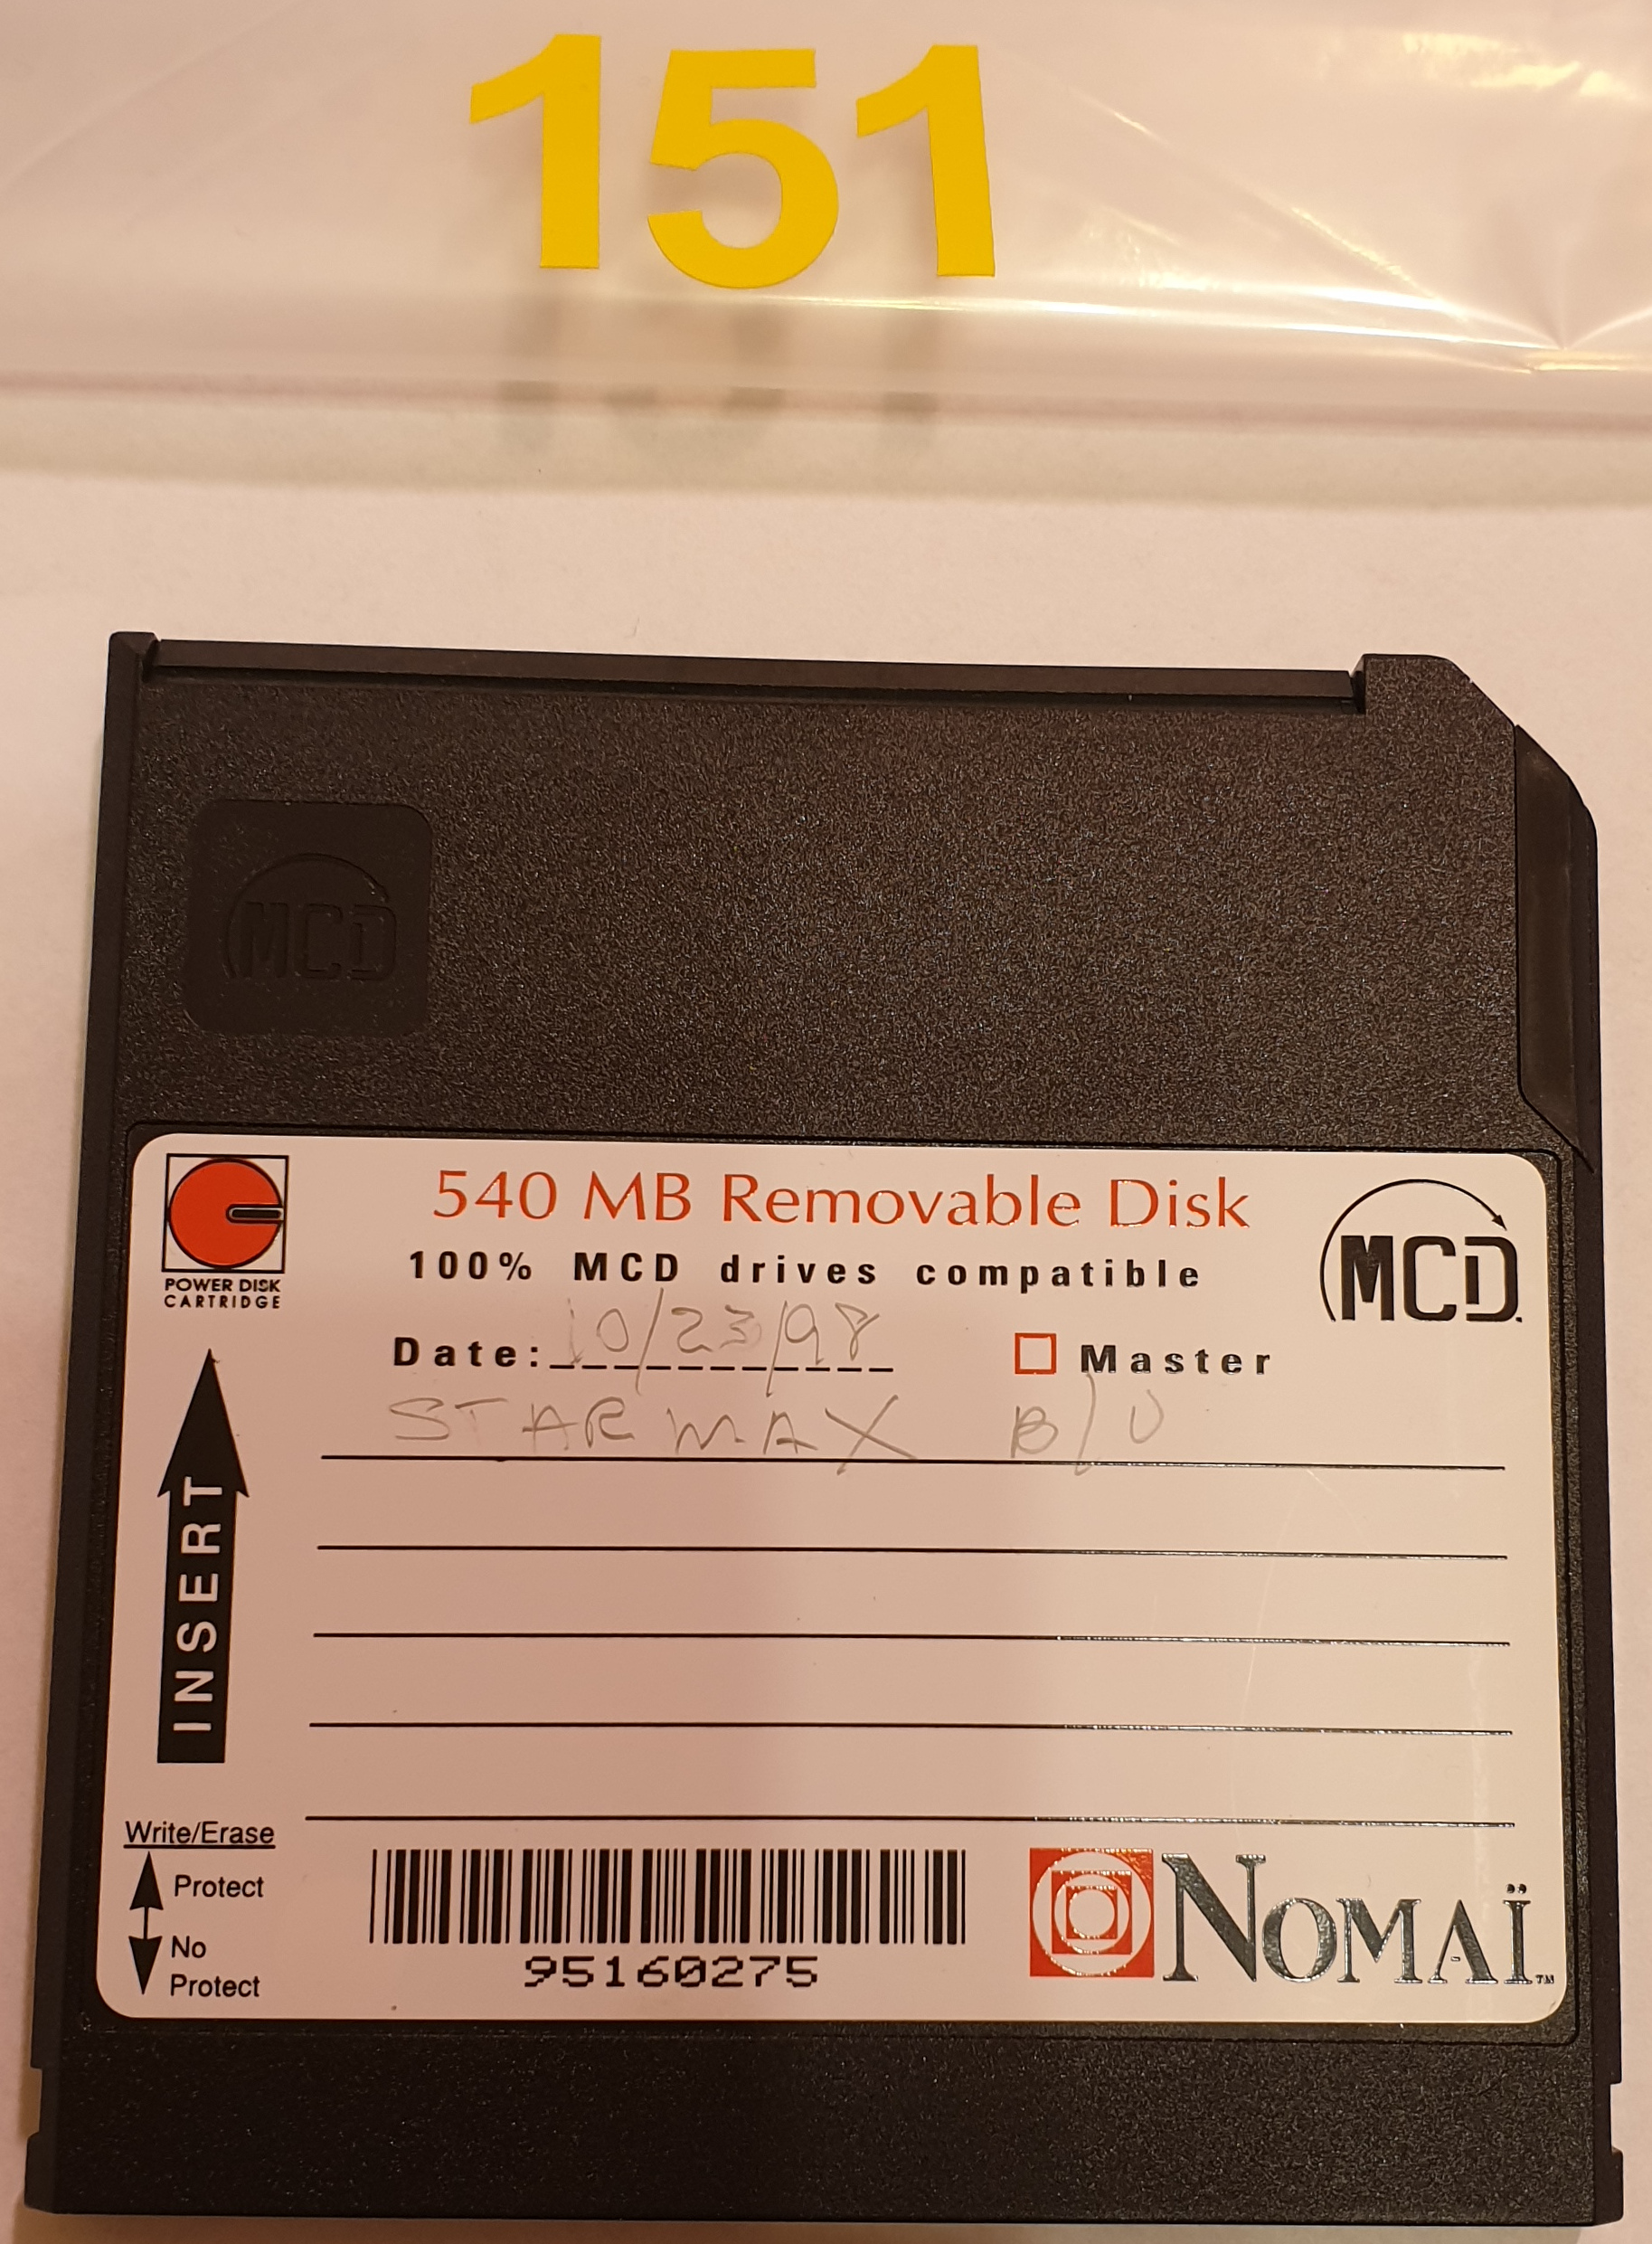 151
MCD
540 MB Removable Disk
100% MCD drives compatible
MCD
POWER DISK
CARTRIDGE
Date: 10/23/98
Master
STARMAX B/U
INSERT
Write/Erase
Protect
No
Protect
95160275
NOMAÏ™